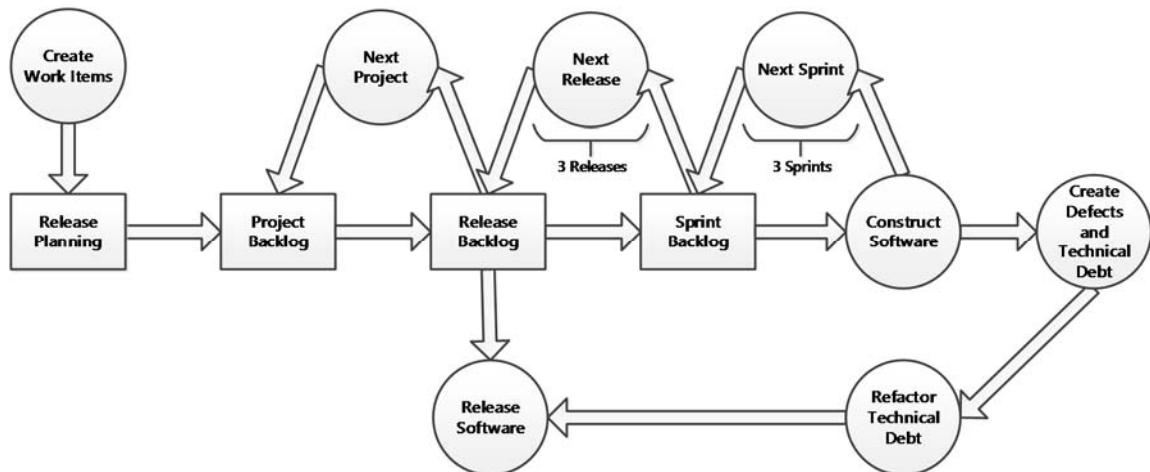 Create
Work Items
Next
Project
Next
Release
Next Sprint
3 Releases
3 Sprints
Release
Planning
Project
Backlog
Release
Backlog
Sprint
Backlog
Construct
Software
Create
Defects
and
Technical
Debt
Release
Software
Refactor
Technical
Debt